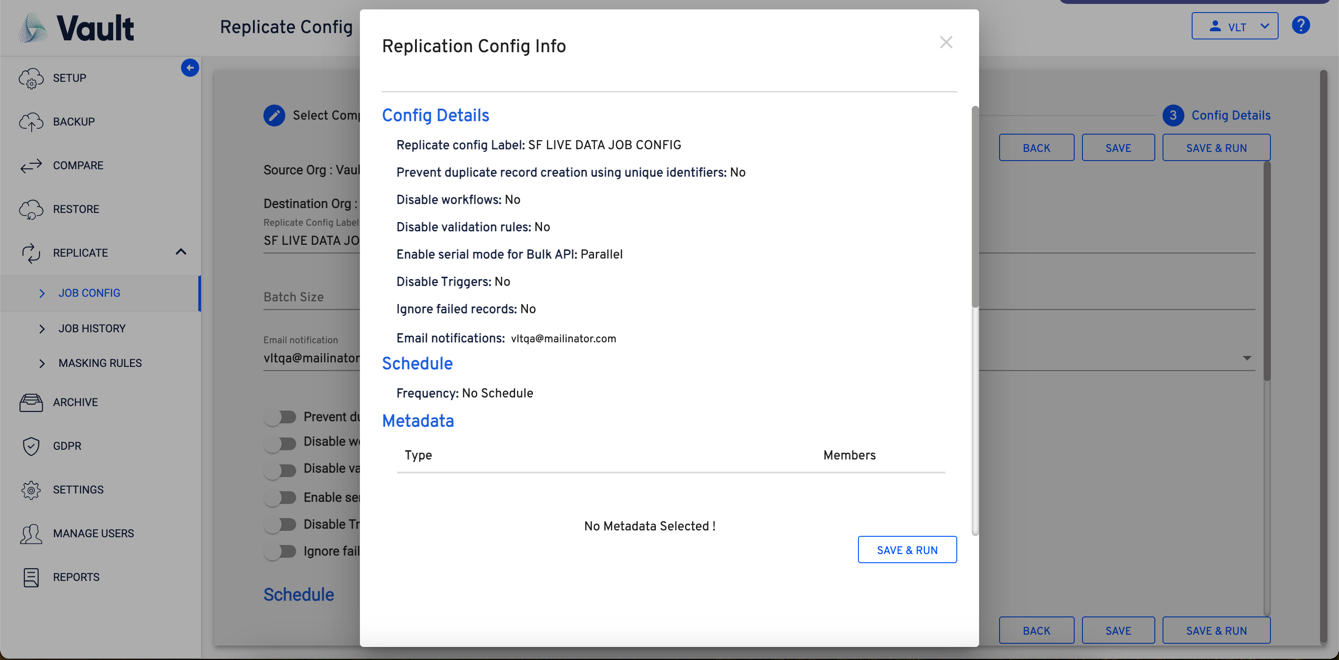 Vault
Replicate Config
VLT
?
SETUP
BACKUP
COMPARE
RESTORE
REPLICATE
JOB CONFIG
JOB HISTORY
MASKING RULES
ARCHIVE
GDPR
SETTINGS
MANAGE USERS
REPORTS
Select Comp
3 Config Details
BACK SAVE SAVE & RUN
Source Org : Vaul
Destination Org :
Replicate Config Label
SF LIVE DATA JO
Batch Size
Email notification
vltqa@mailinator
Prevent du
Disable wo
Disable va
Enable ser
Disable Tr
Ignore fail
Schedule
BACK SAVE SAVE & RUN
Replication Config Info
Config Details
Replicate config Label: SF LIVE DATA JOB CONFIG
Prevent duplicate record creation using unique identifiers: No
Disable workflows: No
Disable validation rules: No
Enable serial mode for Bulk API: Parallel
Disable Triggers: No
Ignore failed records: No
Email notifications: vltqa@mailinator.com
Schedule
Frequency: No Schedule
Metadata
Type Members
No Metadata Selected !
SAVE & RUN